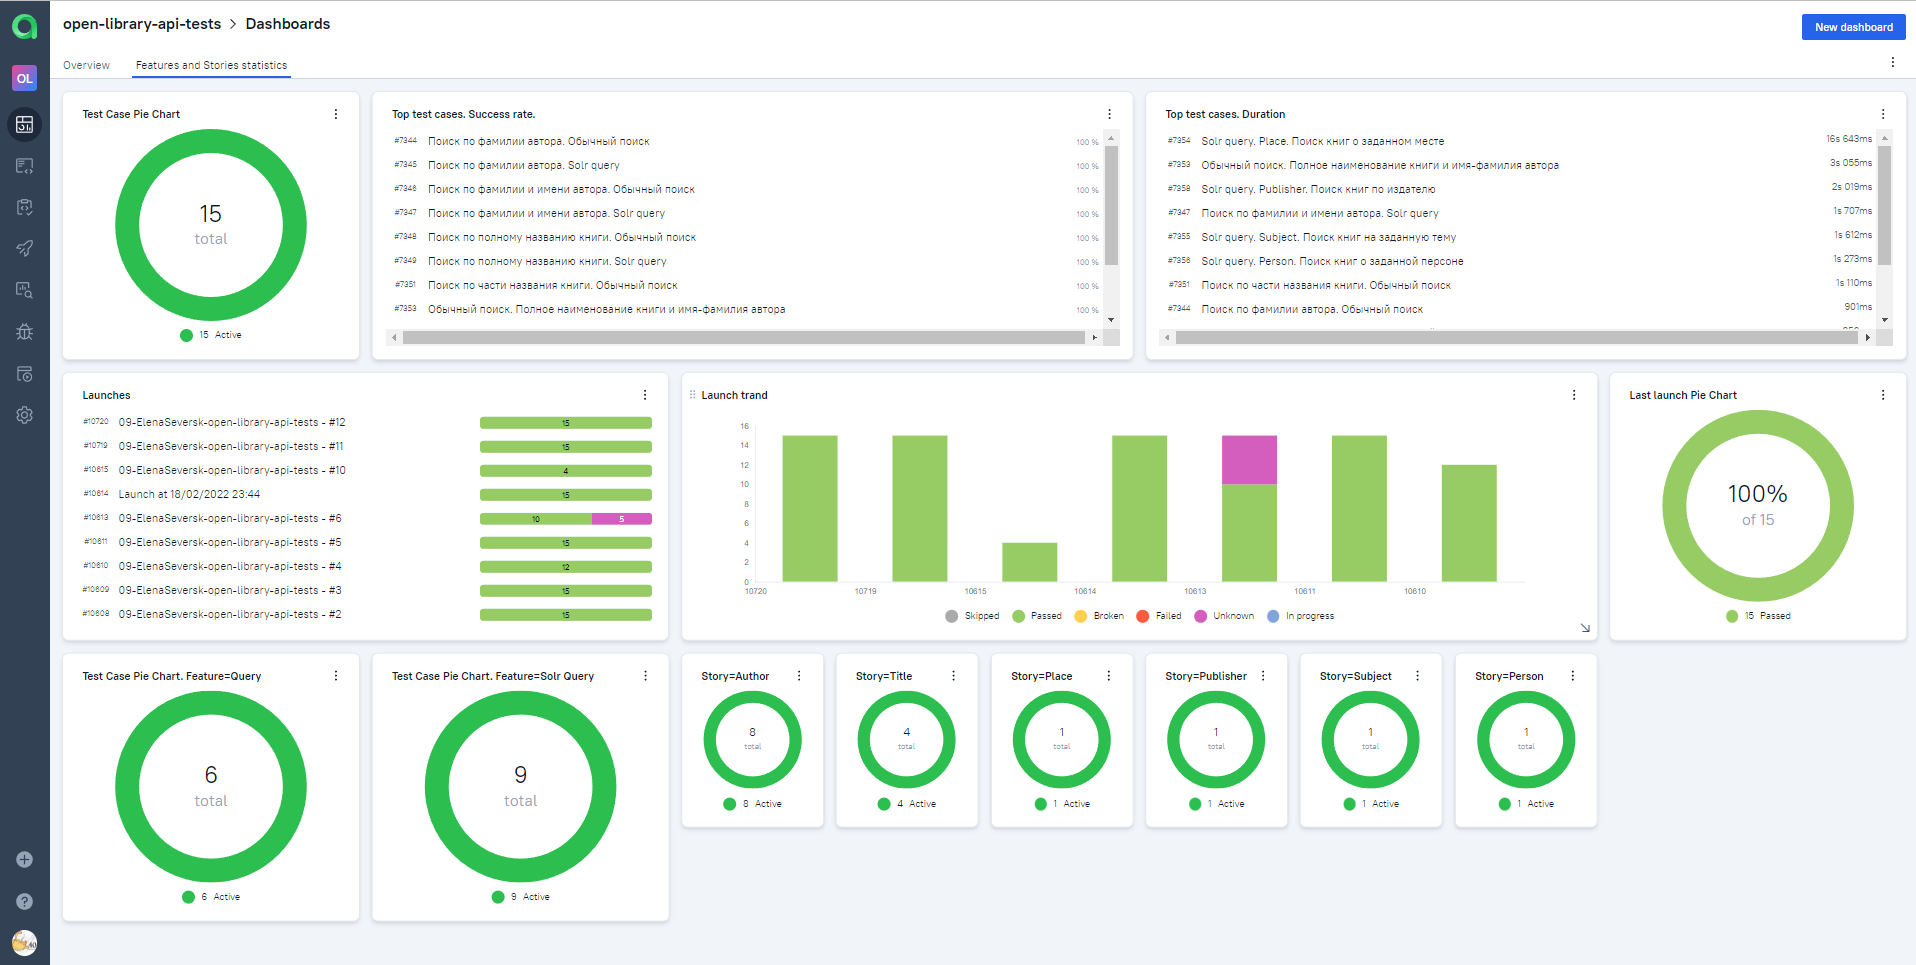 open-library-api-tests > Dashboards
New dashboard
OL
Overview
Features and Stories statistics
Test Case Pie Chart
15
total
15 Active
Top test cases. Success rate.
#7344 Поиск по фамилии автора. Обычный поиск 100 %
#7345 Поиск по фамилии автора. Solr query 100 %
#7346 Поиск по фамилии и имени автора. Обычный поиск 100 %
#7347 Поиск по фамилии и имени автора. Solr query 100 %
#7348 Поиск по полному названию книги. Обычный поиск 100 %
#7349 Поиск по полному названию книги. Solr query 100 %
#7351 Поиск по части названия книги. Обычный поиск 100 %
#7353 Обычный поиск. Полное наименование книги и имя-фамилия автора 100 %
Top test cases. Duration
#7354 Solr query. Place. Поиск книг о заданном месте 16s 643ms
#7353 Обычный поиск. Полное наименование книги и имя-фамилия автора 3s 055ms
#7358 Solr query. Publisher. Поиск книг по издателю 2s 019ms
#7347 Поиск по фамилии и имени автора. Solr query 1s 707ms
#7355 Solr query. Subject. Поиск книг на заданную тему 1s 612ms
#7356 Solr query. Person. Поиск книг о заданной персоне 1s 273ms
#7351 Поиск по части названия книги. Обычный поиск 1s 110ms
#7344 Поиск по фамилии автора. Обычный поиск 901ms
Launches
#10720 09-ElenaSeversk-open-library-api-tests - #12 15
#10719 09-ElenaSeversk-open-library-api-tests - #11 15
#10615 09-ElenaSeversk-open-library-api-tests - #10 4
#10614 Launch at 18/02/2022 23:44 15
#10613 09-ElenaSeversk-open-library-api-tests - #6 10 5
#10611 09-ElenaSeversk-open-library-api-tests - #5 15
#10610 09-ElenaSeversk-open-library-api-tests - #4 12
#10609 09-ElenaSeversk-open-library-api-tests - #3 15
#10608 09-ElenaSeversk-open-library-api-tests - #2 15
Launch trand
16
14
12
10
8
6
4
2
0
10720 10719 10615 10614 10613 10611 10610
Skipped Passed Broken Failed Unknown In progress
Last launch Pie Chart
100%
of 15
15 Passed
Test Case Pie Chart. Feature=Query
6
total
6 Active
Test Case Pie Chart. Feature=Solr Query
9
total
9 Active
Story=Author
8
total
8 Active
Story=Title
4
total
4 Active
Story=Place
1
total
1 Active
Story=Publisher
1
total
1 Active
Story=Subject
1
total
1 Active
Story=Person
1
total
1 Active